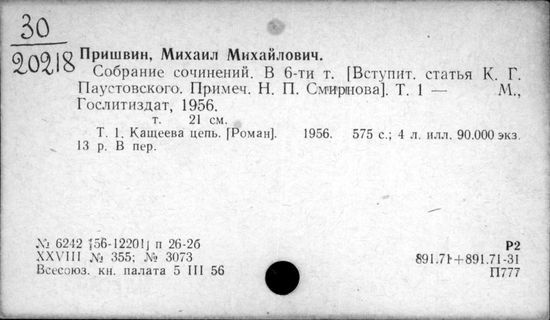 30
20218
Пришвин, Михаил Михайлович.
Собрание сочинений. В 6-ти т. [Вступит. статья К. Г.
Паустовского. Примеч. Н. П. Смирнова]. Т. 1 — М.,
Гослитиздат, 1956.
т. 21 см.
Т. 1. Кащеева цепь. [Роман]. 1956. 575 с.; 4 л. илл. 90.000 экз.
13 р. В пер.
№ 6242 [56-12201] п 26-2б
XXVIII № 355; № 3073
Всесоюз. кн. палата 5 III 56
Р2
891.71+891.71-31
П777